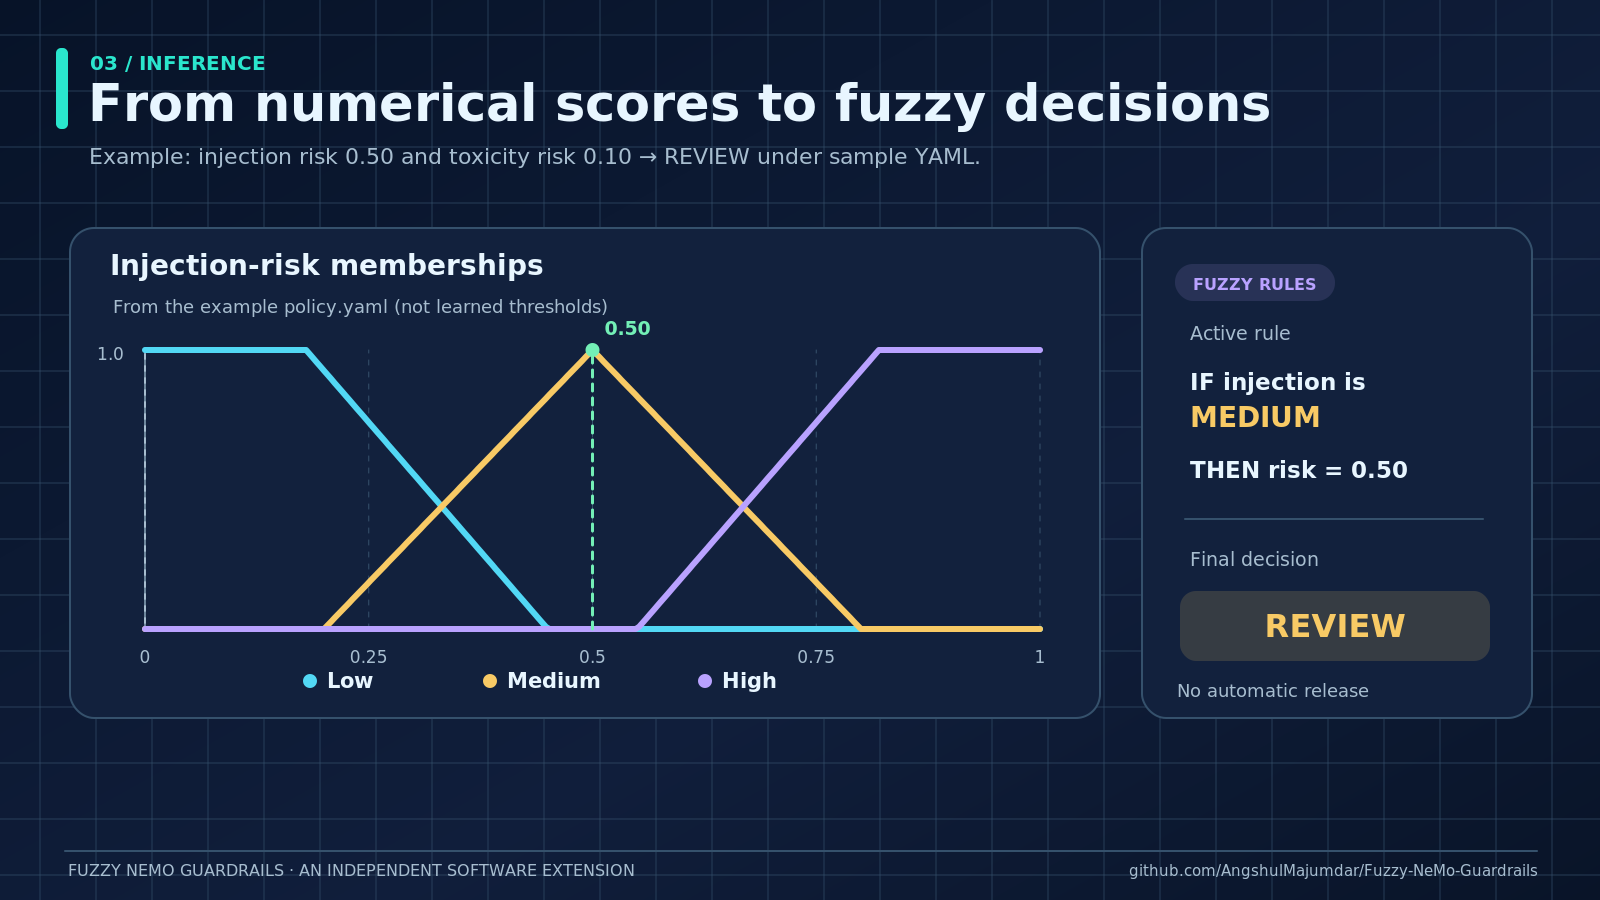 03 / INFERENCE
From numerical scores to fuzzy decisions
Example: injection risk 0.50 and toxicity risk 0.10 → REVIEW under sample YAML.
Injection-risk memberships
From the example policy.yaml (not learned thresholds)
0.50
1.0
0 0.25 0.5 0.75 1
Low Medium High
FUZZY RULES
Active rule
IF injection is
MEDIUM
THEN risk = 0.50
Final decision
REVIEW
No automatic release
FUZZY NEMO GUARDRAILS · AN INDEPENDENT SOFTWARE EXTENSION
github.com/AngshulMajumdar/Fuzzy-NeMo-Guardrails